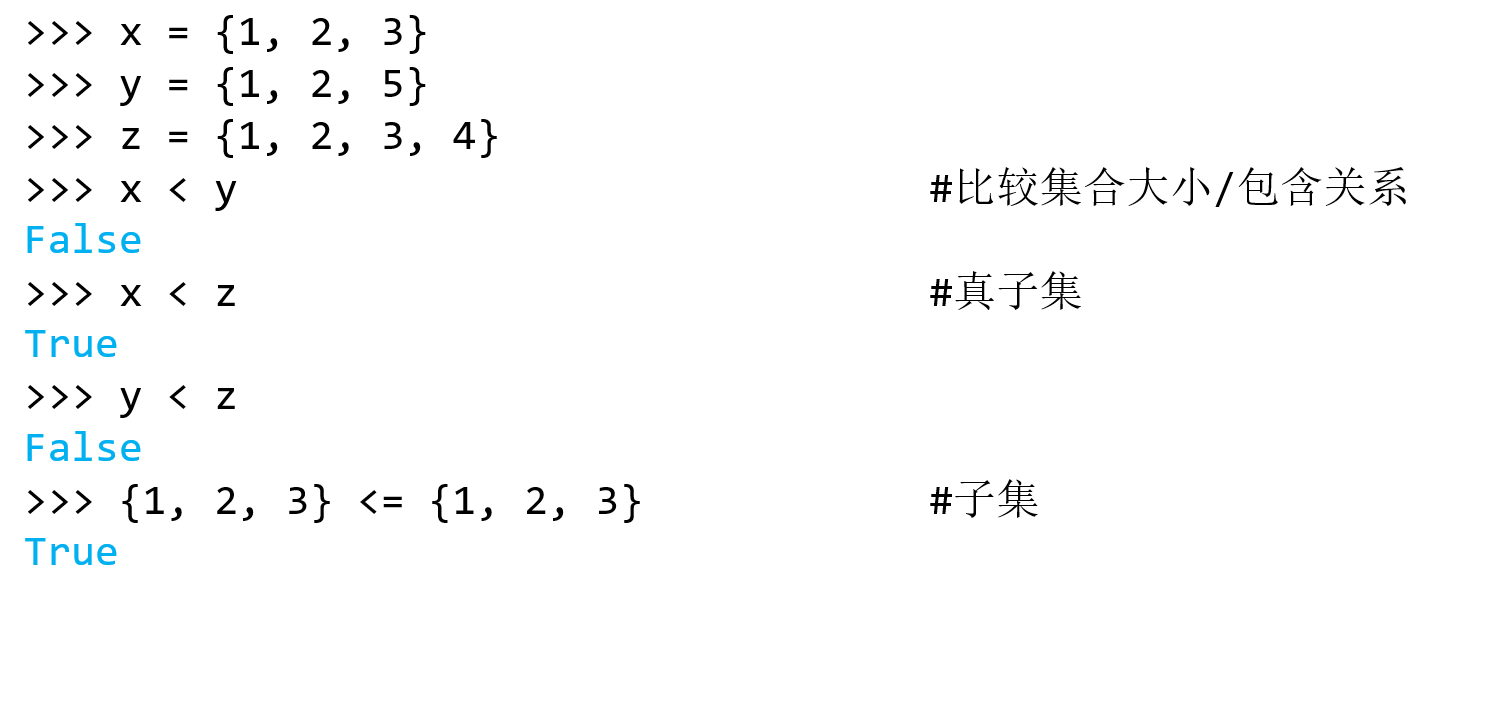 >>> x = {1, 2, 3}
>>> y = {1, 2, 5}
>>> z = {1, 2, 3, 4}
>>> x < y #比较集合大小/包含关系
False
>>> x < z #真子集
True
>>> y < z
False
>>> {1, 2, 3} <= {1, 2, 3} #子集
True